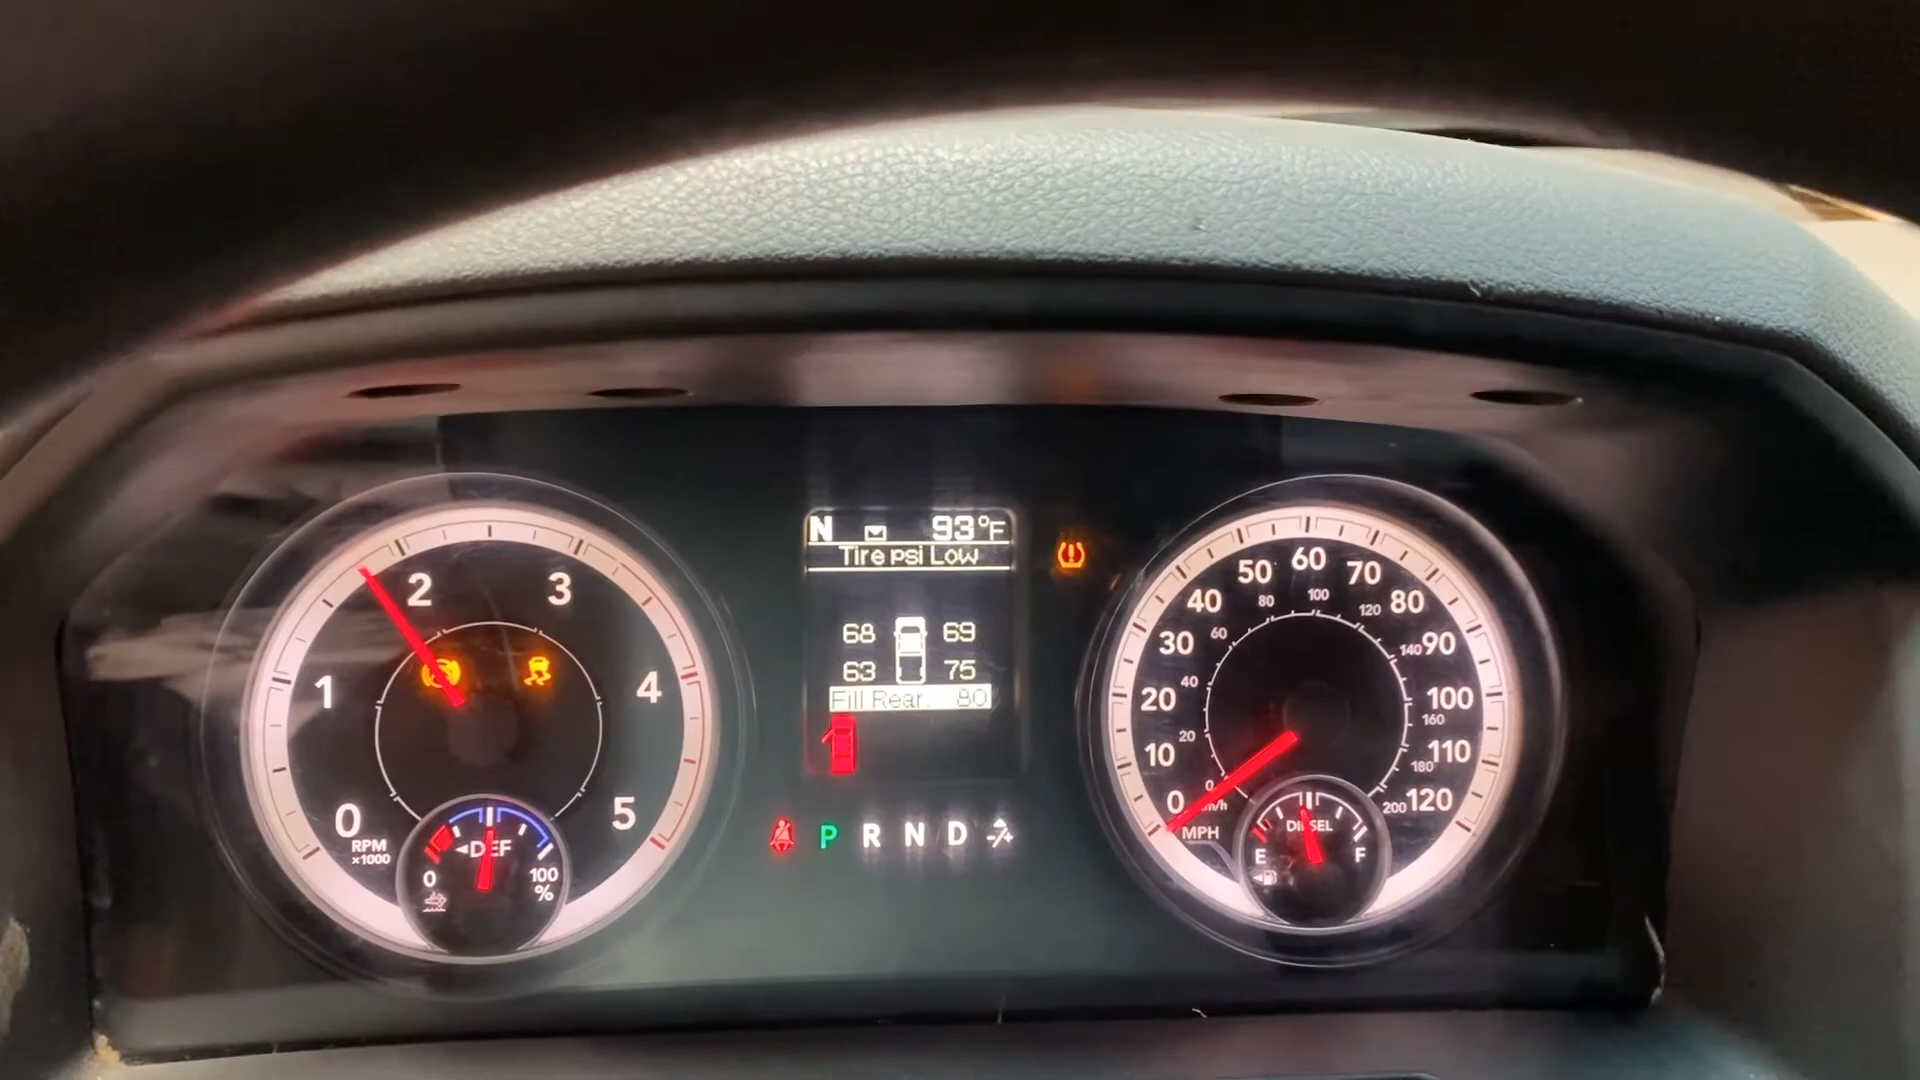 N 93°F
Tire psi Low
68 69
63 75
Fill Rear: 80
0 1 2 3 4 5
RPM
x1000
◄DEF
0 100
%
P R N D
0 10 20 30 40 50 60 70 80 90 100 110 120
MPH
0 20 40 60 80 100 120 140 160 180 200
km/h
DIESEL
E F